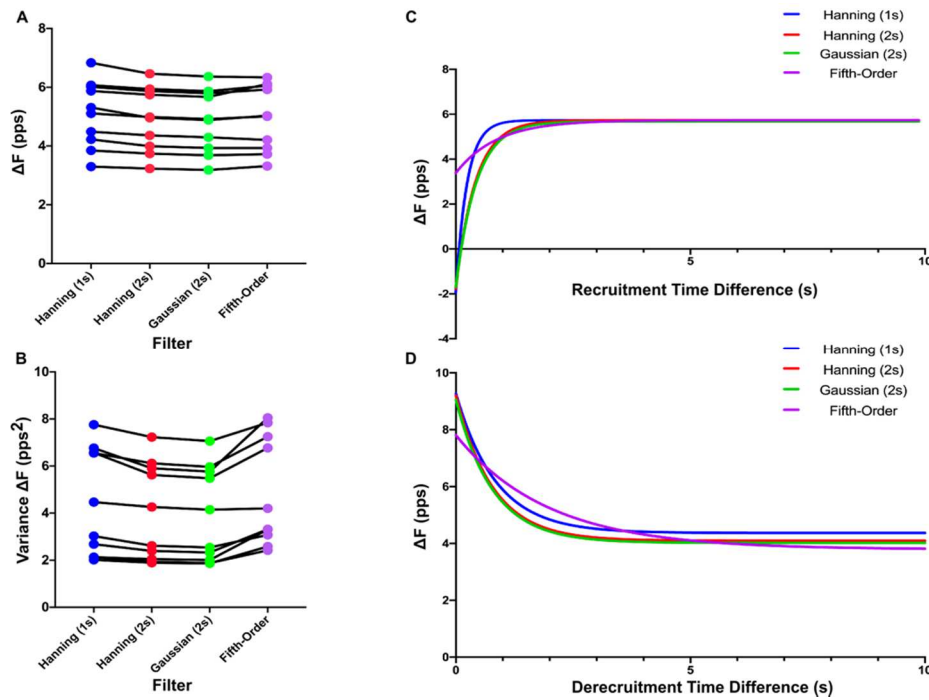 A
8
6
4
2
0
ΔF (pps)
Hanning (1s)
Hanning (2s)
Gaussian (2s)
Fifth-Order
Filter
B
10
8
6
4
2
0
Variance ΔF (pps²)
Hanning (1s)
Hanning (2s)
Gaussian (2s)
Fifth-Order
Filter
C
Hanning (1s)
Hanning (2s)
Gaussian (2s)
Fifth-Order
8
6
4
2
0
-2
-4
ΔF (pps)
5
10
Recruitment Time Difference (s)
D
Hanning (1s)
Hanning (2s)
Gaussian (2s)
Fifth-Order
10
8
6
4
2
0
ΔF (pps)
0
5
10
Derecruitment Time Difference (s)